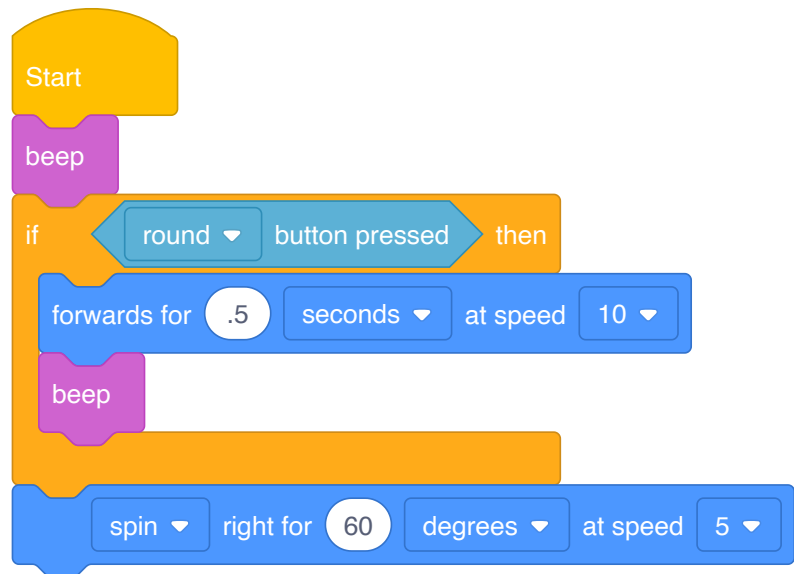 Start
beep
if round button pressed then
forwards for .5 seconds at speed 10
beep
spin right for 60 degrees at speed 5